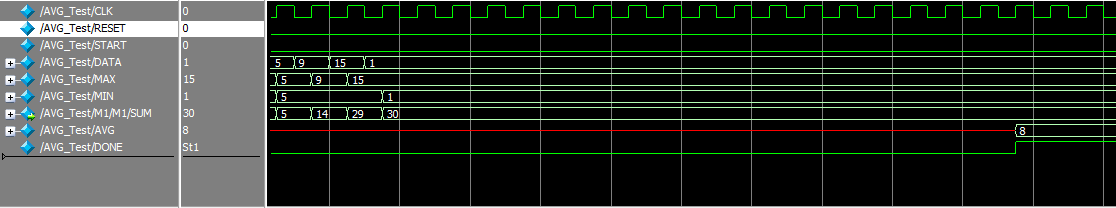 /AVG_Test/CLK 0
/AVG_Test/RESET 0
/AVG_Test/START 0
/AVG_Test/DATA 1 5 9 15 1
/AVG_Test/MAX 15 5 9 15
/AVG_Test/MIN 1 5 1
/AVG_Test/M1/M1/SUM 30 5 14 29 30
/AVG_Test/AVG 8 8
/AVG_Test/DONE St1